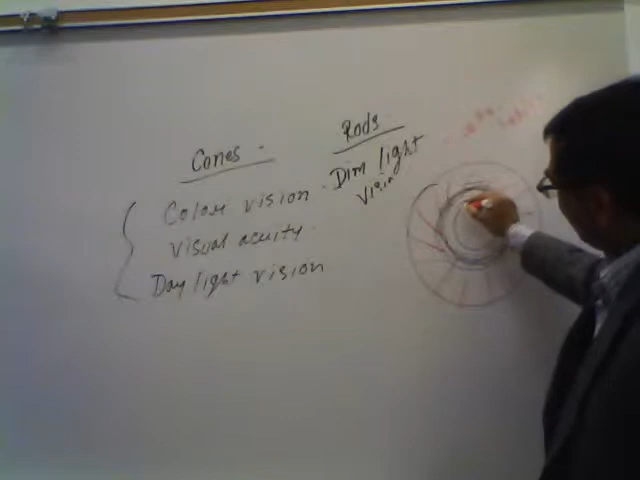 Cones
Color vision
Visual acuity
Day light vision
Rods
Dim light
vision